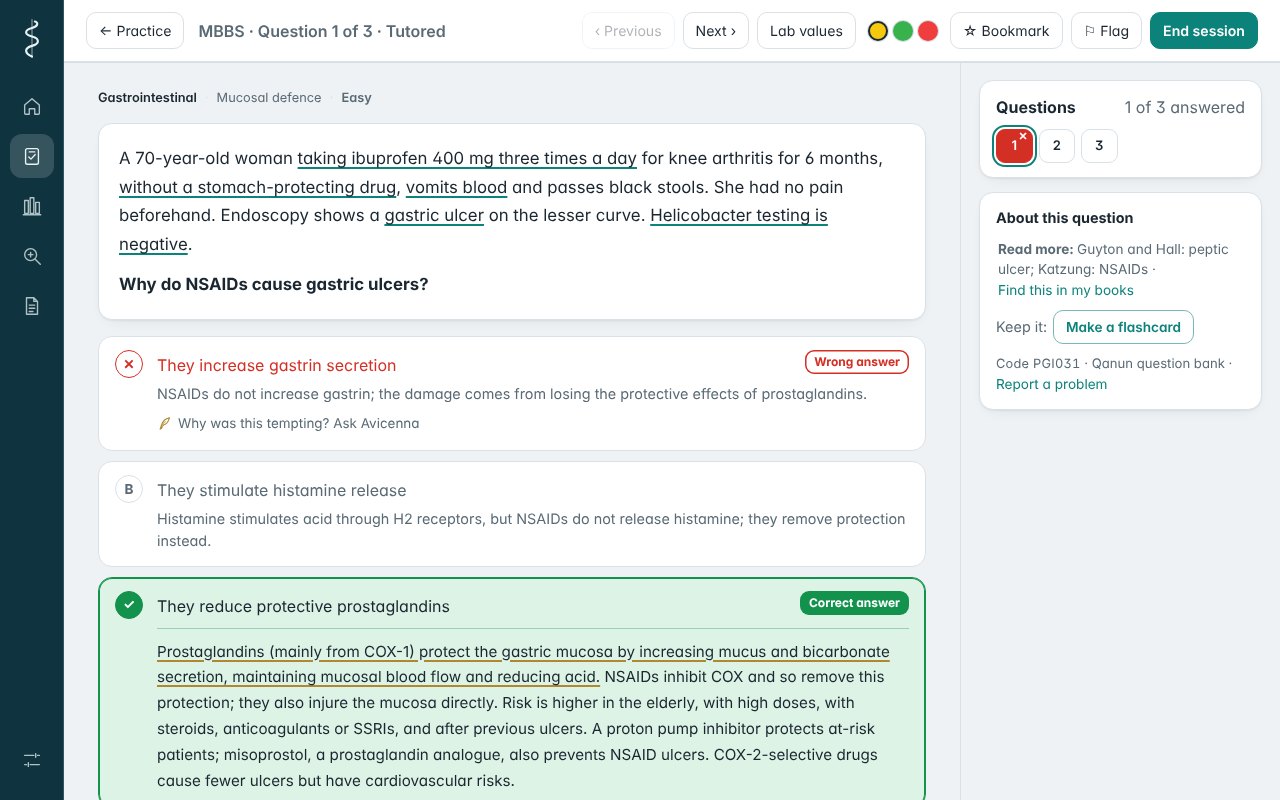 ← Practice
MBBS · Question 1 of 3 · Tutored
‹ Previous
Next ›
Lab values
☆ Bookmark
⚐ Flag
End session
Gastrointestinal · Mucosal defence · Easy
A 70-year-old woman taking ibuprofen 400 mg three times a day for knee arthritis for 6 months,
without a stomach-protecting drug, vomits blood and passes black stools. She had no pain
beforehand. Endoscopy shows a gastric ulcer on the lesser curve. Helicobacter testing is
negative.
Why do NSAIDs cause gastric ulcers?
They increase gastrin secretion
Wrong answer
NSAIDs do not increase gastrin; the damage comes from losing the protective effects of prostaglandins.
Why was this tempting? Ask Avicenna
B
They stimulate histamine release
Histamine stimulates acid through H2 receptors, but NSAIDs do not release histamine; they remove protection
instead.
They reduce protective prostaglandins
Correct answer
Prostaglandins (mainly from COX-1) protect the gastric mucosa by increasing mucus and bicarbonate
secretion, maintaining mucosal blood flow and reducing acid. NSAIDs inhibit COX and so remove this
protection; they also injure the mucosa directly. Risk is higher in the elderly, with high doses, with
steroids, anticoagulants or SSRIs, and after previous ulcers. A proton pump inhibitor protects at-risk
patients; misoprostol, a prostaglandin analogue, also prevents NSAID ulcers. COX-2-selective drugs
cause fewer ulcers but have cardiovascular risks.
Questions
1 of 3 answered
1 ×
2
3
About this question
Read more: Guyton and Hall: peptic
ulcer; Katzung: NSAIDs ·
Find this in my books
Keep it: Make a flashcard
Code PGI031 · Qanun question bank ·
Report a problem